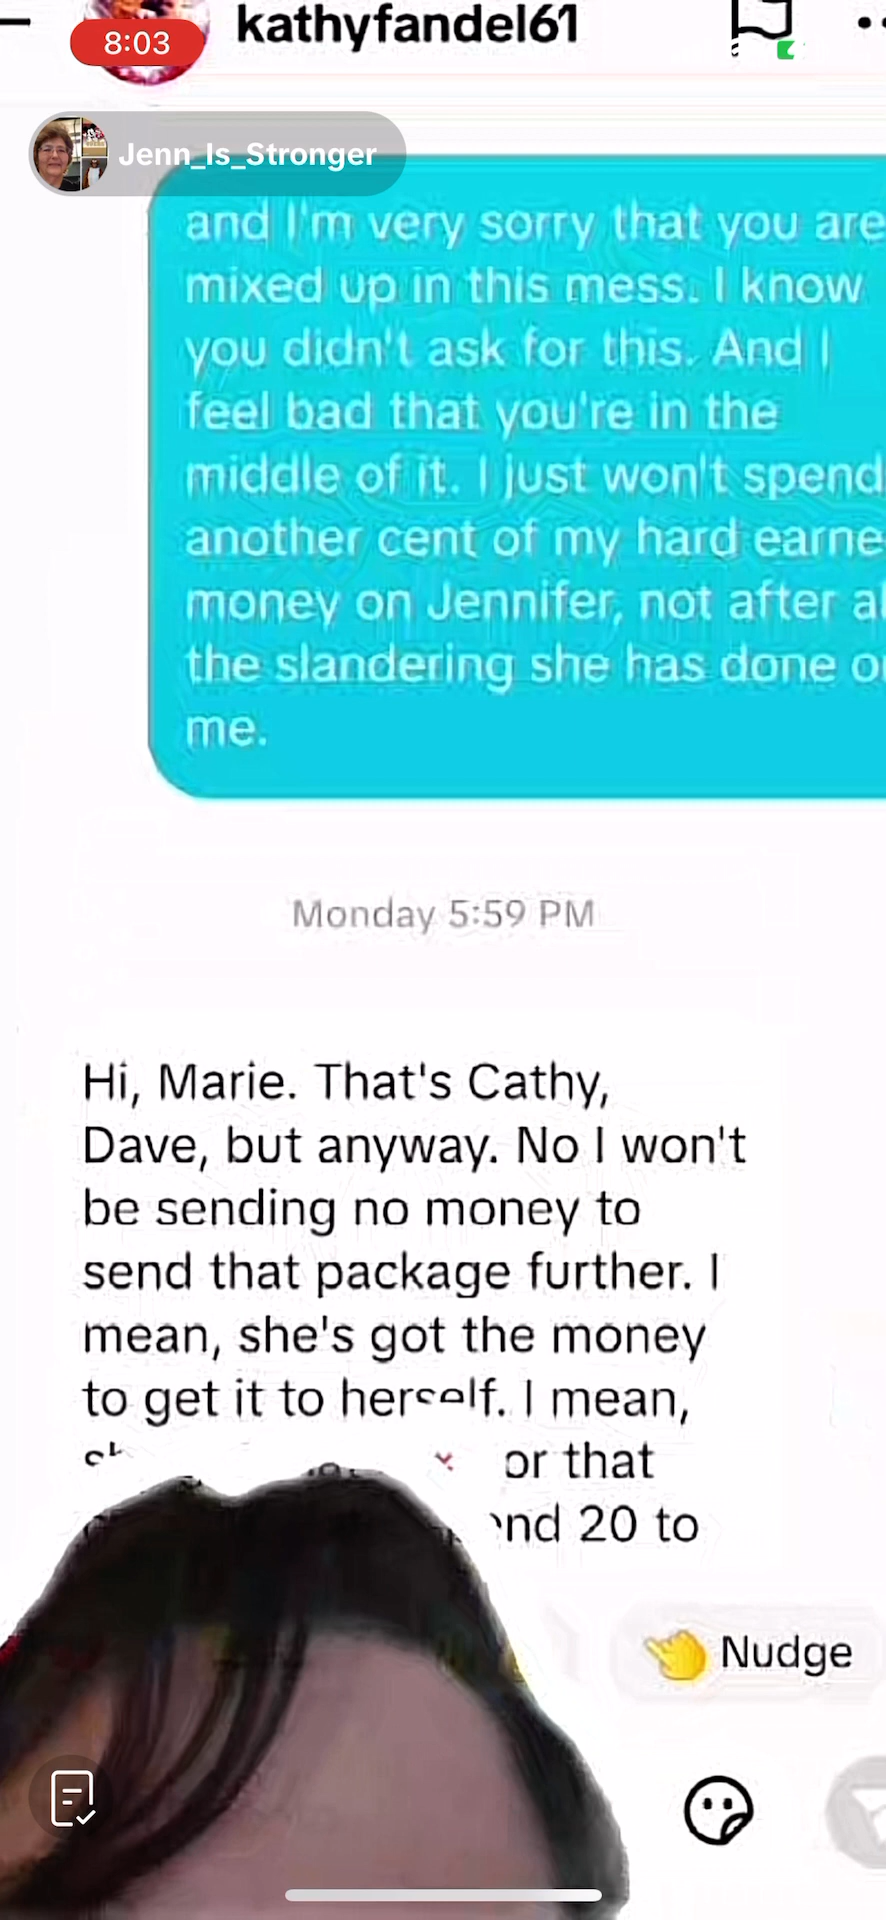 kathyfandel61
8:03
Jenn_Is_Stronger
and I'm very sorry that you are
mixed up in this mess. I know
you didn't ask for this. And I
feel bad that you're in the
middle of it. I just won't spend
another cent of my hard earne
money on Jennifer, not after al
the slandering she has done o
me.
Monday 5:59 PM
Hi, Marie. That's Cathy,
Dave, but anyway. No I won't
be sending no money to
send that package further. I
mean, she's got the money
to get it to herself. I mean,
or that
20 to
Nudge